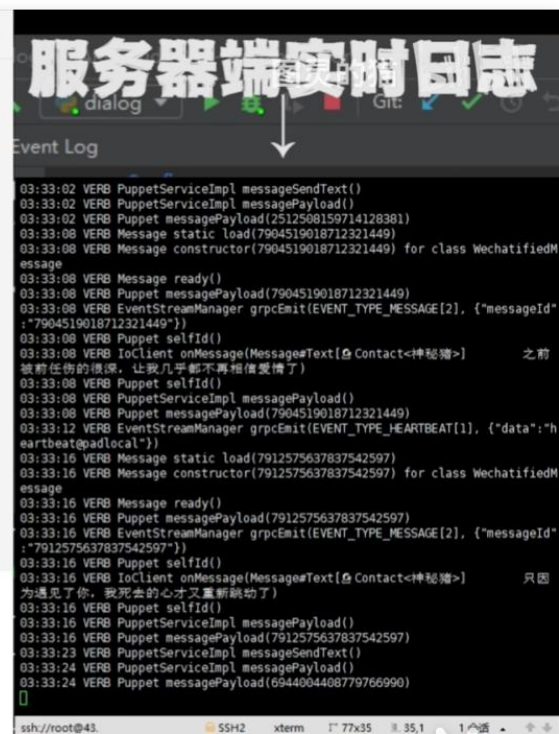 服务器端实时日志
图灵的猫
dialog
Git:
Event Log
03:33:02 VERB PuppetServiceImpl messageSendText()
03:33:02 VERB PuppetServiceImpl messagePayload()
03:33:02 VERB Puppet messagePayload(2512508159714128381)
03:33:08 VERB Message static load(7904519018712321449)
03:33:08 VERB Message constructor(7904519018712321449) for class WechatifiedM
essage
03:33:08 VERB Message ready()
03:33:08 VERB Puppet messagePayload(7904519018712321449)
03:33:08 VERB EventStreamManager grpcEmit(EVENT_TYPE_MESSAGE[2], {"messageId"
:"7904519018712321449"})
03:33:08 VERB Puppet selfId()
03:33:08 VERB IoClient onMessage(Message#Text[🗣Contact<神秘猪>] 之前
被前任伤的很深，让我几乎都不再相信爱情了)
03:33:08 VERB Puppet selfId()
03:33:08 VERB PuppetServiceImpl messagePayload()
03:33:08 VERB Puppet messagePayload(7904519018712321449)
03:33:12 VERB EventStreamManager grpcEmit(EVENT_TYPE_HEARTBEAT[1], {"data":"h
eartbeat@padlocal"})
03:33:16 VERB Message static load(7912575637837542597)
03:33:16 VERB Message constructor(7912575637837542597) for class WechatifiedM
essage
03:33:16 VERB Message ready()
03:33:16 VERB Puppet messagePayload(7912575637837542597)
03:33:16 VERB EventStreamManager grpcEmit(EVENT_TYPE_MESSAGE[2], {"messageId"
:"7912575637837542597"})
03:33:16 VERB Puppet selfId()
03:33:16 VERB IoClient onMessage(Message#Text[🗣Contact<神秘猪>] 只因
为遇见了你，我死去的心才又重新跳动了)
03:33:16 VERB Puppet selfId()
03:33:16 VERB PuppetServiceImpl messagePayload()
03:33:16 VERB Puppet messagePayload(7912575637837542597)
03:33:23 VERB PuppetServiceImpl messageSendText()
03:33:24 VERB PuppetServiceImpl messagePayload()
03:33:24 VERB Puppet messagePayload(6944004408779766990)
ssh://root@43. SSH2 xterm 77x35 35,1 1 会话